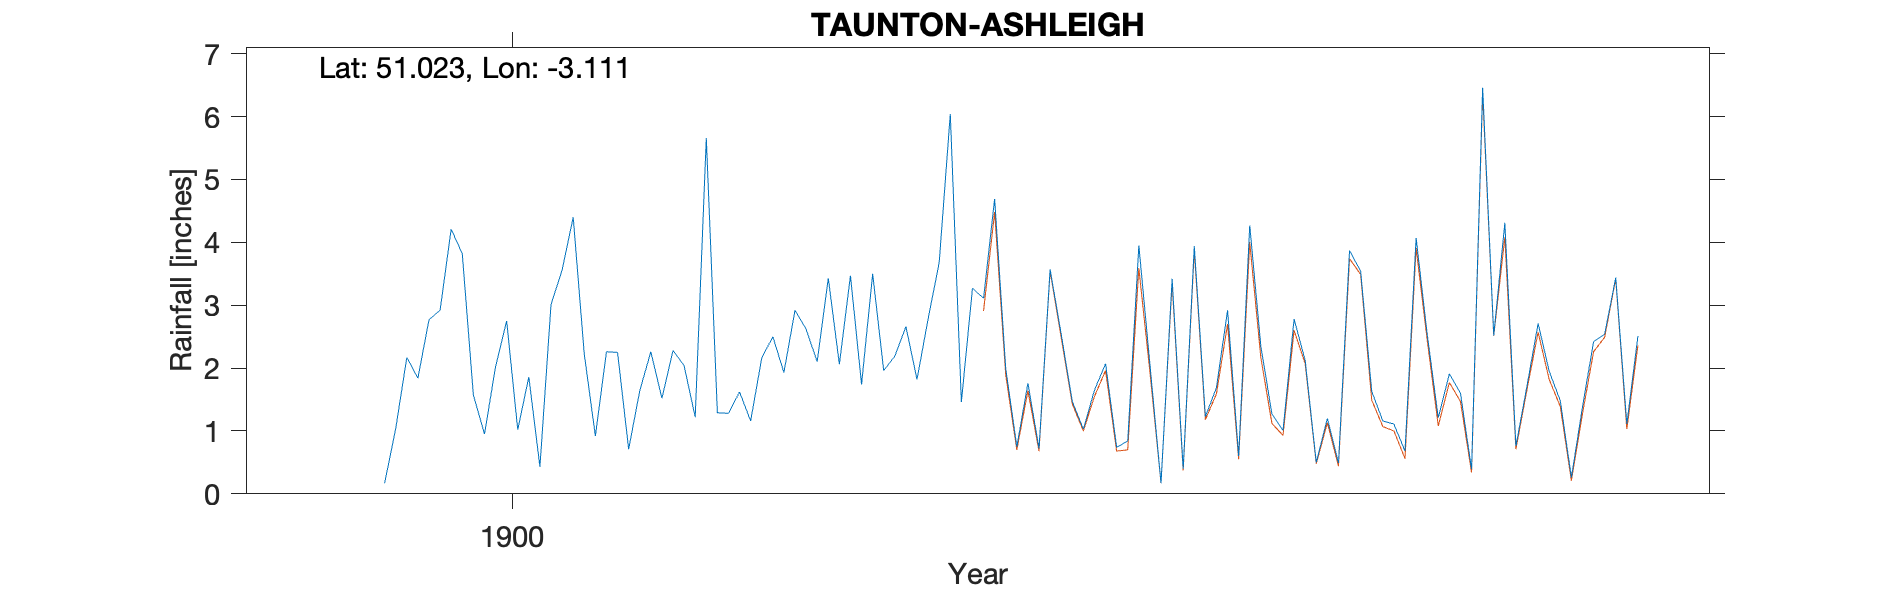 TAUNTON-ASHLEIGH
Lat: 51.023, Lon: -3.111
7
6
5
4
3
2
1
0
Rainfall [inches]
1900
Year